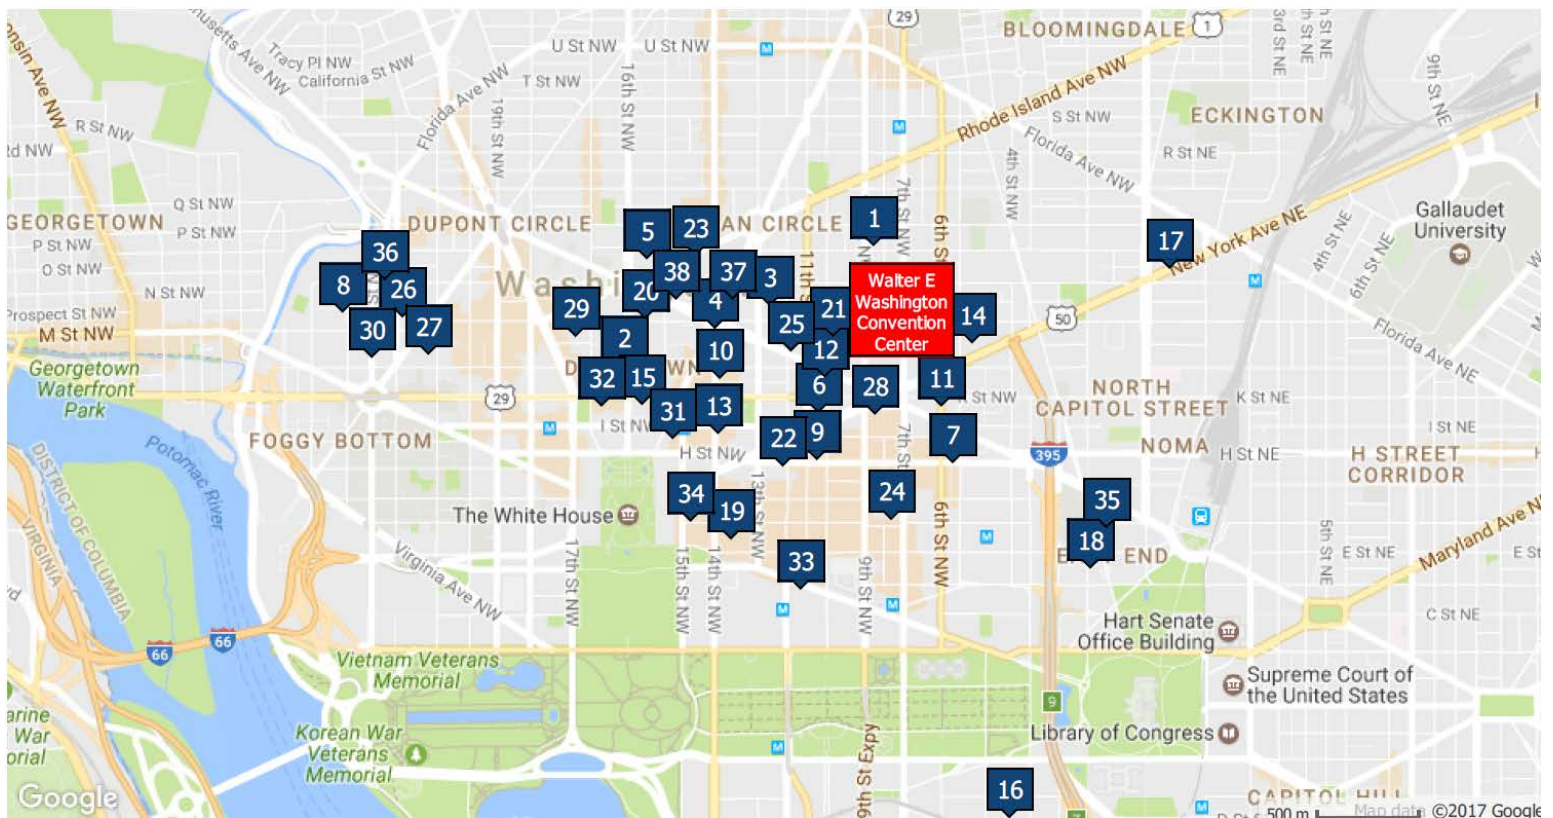 29
BLOOMINGDALE
1
U St NW
U St NW
Tracy Pl NW
California St NW
T St NW
16th St NW
Florida Ave NW
19th St NW
Rhode Island Ave NW
9th St NE
ECKINGTON
S St NW
Florida Ave NW
R St NW
R St NE
4th St NW
7th St NW
Q St NW
GEORGETOWN
DUPONT CIRCLE
AN CIRCLE
P St NW
P St NW
O St NW
N St NW
Prospect St NW
M St NW
Georgetown
Waterfront
Park
1
5
23
17
New York Ave NE
4th St NE
6th St NE
Gallaudet
University
36
8
26
30
27
38
37
3
20
4
29
2
21
25
12
10
Walter E
Washington
Convention
Center
14
50
Florida Ave NE
32
15
13
31
6
28
11
22
9
7
29
I St NW
H St NW
K St NW
FOGGY BOTTOM
Potomac River
DISTRICT OF COLUMBIA
VIRGINIA
NORTH
CAPITOL STREET
NOMA
K St NE
I St NE
H St NE
H STREET
CORRIDOR
395
34
19
24
35
18
33
The White House
13th St NW
Virginia Ave NW
17th St NW
15th St NW
14th St NW
9th St NW
6th St NW
5th St NE
E St NE
Maryland Ave N
C St NE
66
66
Vietnam Veterans
Memorial
Korean War
Veterans
Memorial
Hart Senate
Office Building
Supreme Court of
the United States
Library of Congress
9
9th St Expy
16
CAPITOL HILL
Google
500 m
Map data ©2017 Google